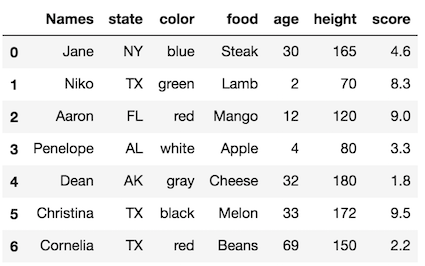 Names state color food age height score
0 Jane NY blue Steak 30 165 4.6
1 Niko TX green Lamb 2 70 8.3
2 Aaron FL red Mango 12 120 9.0
3 Penelope AL white Apple 4 80 3.3
4 Dean AK gray Cheese 32 180 1.8
5 Christina TX black Melon 33 172 9.5
6 Cornelia TX red Beans 69 150 2.2